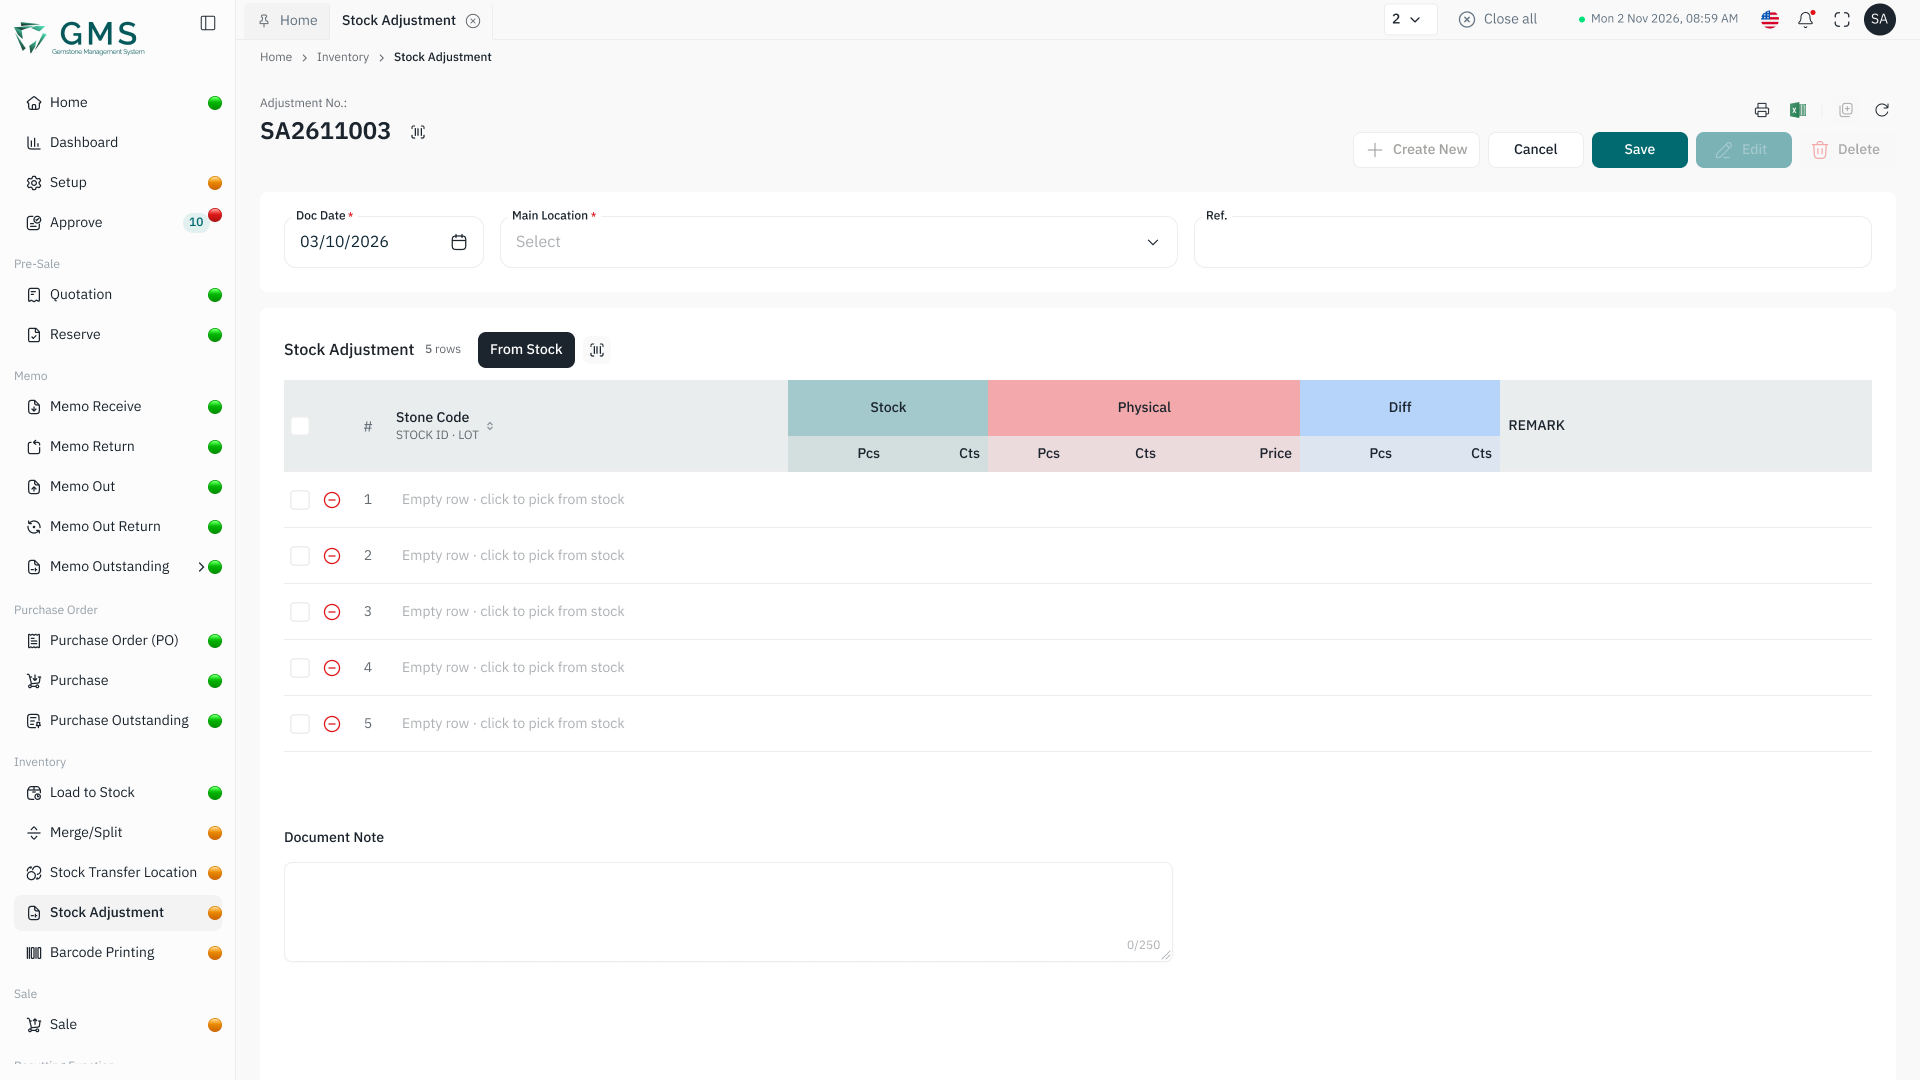 GMS
Gemstone Management System
Home
Stock Adjustment
2
Close all
Mon 2 Nov 2026, 08:59 AM
SA
Home
Inventory
Stock Adjustment
Home
Dashboard
Setup
Approve
10
Pre-Sale
Quotation
Reserve
Memo
Memo Receive
Memo Return
Memo Out
Memo Out Return
Memo Outstanding
Purchase Order
Purchase Order (PO)
Purchase
Purchase Outstanding
Inventory
Load to Stock
Merge/Split
Stock Transfer Location
Stock Adjustment
Barcode Printing
Sale
Sale
Adjustment No.:
SA2611003
Create New
Cancel
Save
Edit
Delete
Doc Date *
03/10/2026
Main Location *
Select
Ref.
Stock Adjustment
5 rows
From Stock
#
Stone Code
STOCK ID · LOT
Stock
Physical
Diff
REMARK
Pcs
Cts
Pcs
Cts
Price
Pcs
Cts
1 Empty row · click to pick from stock
2 Empty row · click to pick from stock
3 Empty row · click to pick from stock
4 Empty row · click to pick from stock
5 Empty row · click to pick from stock
Document Note
0/250